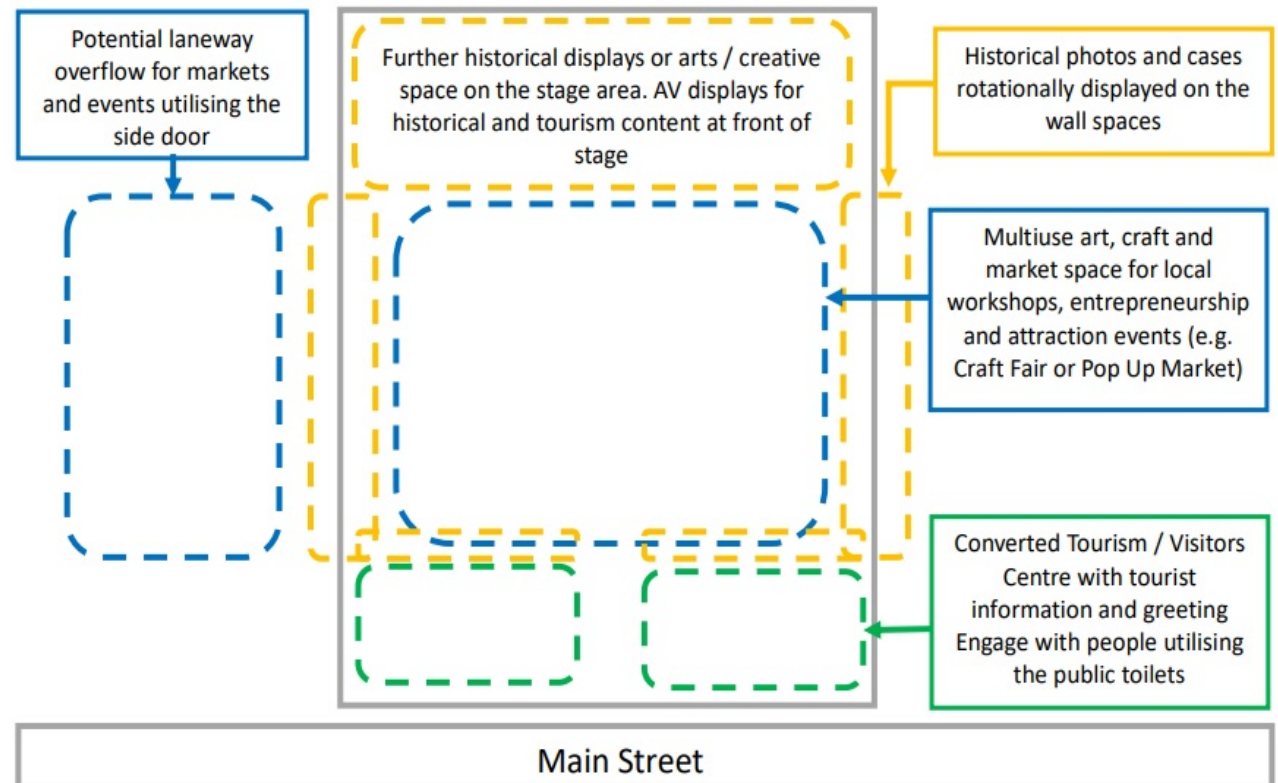 Potential laneway
overflow for markets
and events utilising the
side door
Further historical displays or arts / creative
space on the stage area. AV displays for
historical and tourism content at front of
stage
Historical photos and cases
rotationally displayed on the
wall spaces
Multiuse art, craft and
market space for local
workshops, entrepreneurship
and attraction events (e.g.
Craft Fair or Pop Up Market)
Converted Tourism / Visitors
Centre with tourist
information and greeting
Engage with people utilising
the public toilets
Main Street